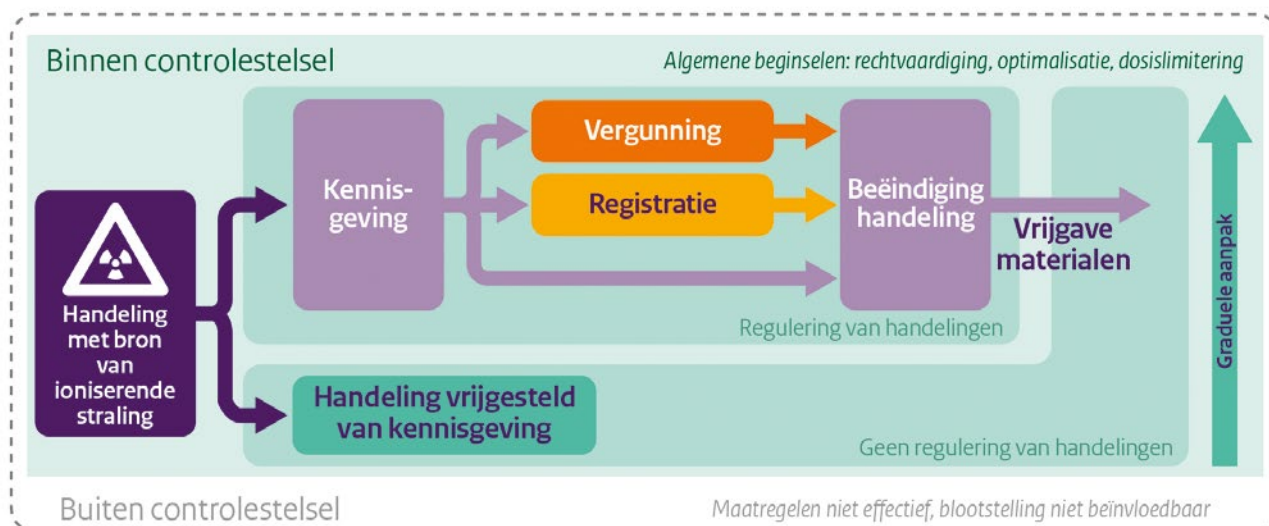 Binnen controlestelsel
Algemene beginselen: rechtvaardiging, optimalisatie, dosislimitering
Handeling
met bron
van
ioniserende
straling
Kennis-
geving
Vergunning
Registratie
Beëindiging
handeling
Vrijgave
materialen
Regulering van handelingen
Handeling vrijgesteld
van kennisgeving
Geen regulering van handelingen
Graduele aanpak
Buiten controlestelsel
Maatregelen niet effectief, blootstelling niet beïnvloedbaar